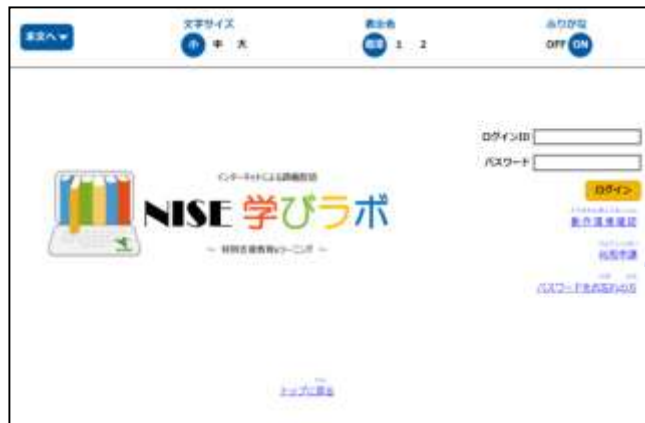 本文へ▼
文字サイズ
小 中 大
背景色
標準 1 2
ふりがな
OFF ON
ログインID
パスワード
ログイン
インターネットによる講義配信
NISE 学びラボ
～ 特別支援教育eラーニング ～
動作環境確認
利用申請
パスワードをお忘れの方
トップに戻る